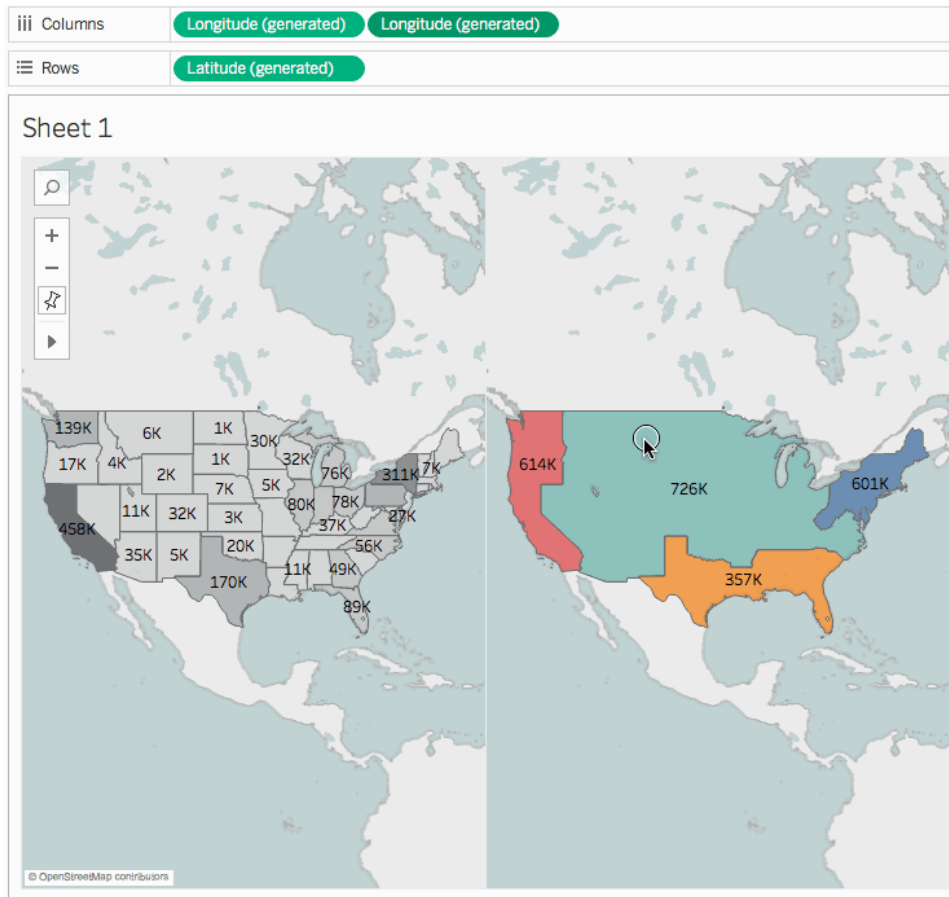 Columns Longitude (generated) Longitude (generated)
Rows Latitude (generated)
Sheet 1
139K 6K 1K 30K
17K 4K 2K 1K 32K 76K 311K 7K
458K 11K 32K 7K 5K 80K 78K 27K
3K 37K
35K 5K 20K 56K
170K 11K 49K
89K
614K 726K 601K
357K
© OpenStreetMap contributors